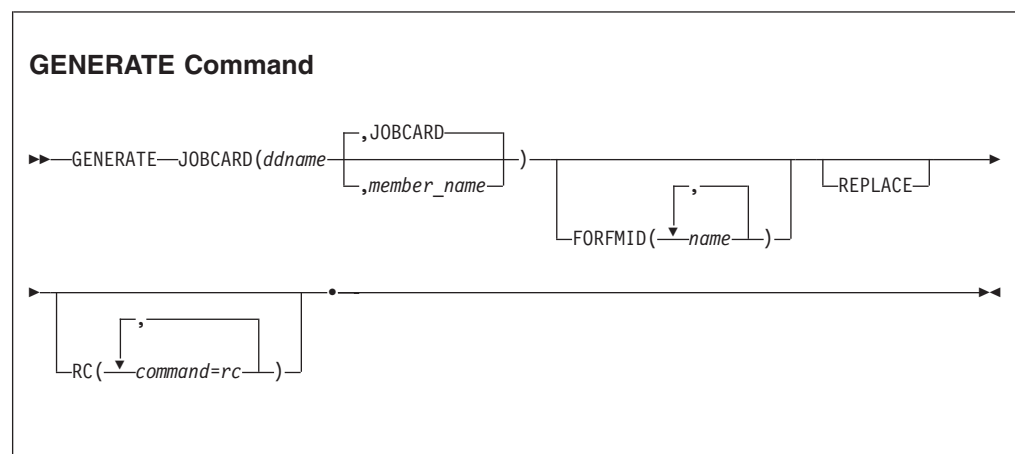 GENERATE Command
,JOBCARD
GENERATE JOBCARD(ddname ) REPLACE
,member_name ,
FORFMID( name )
.
,
RC( command=rc )